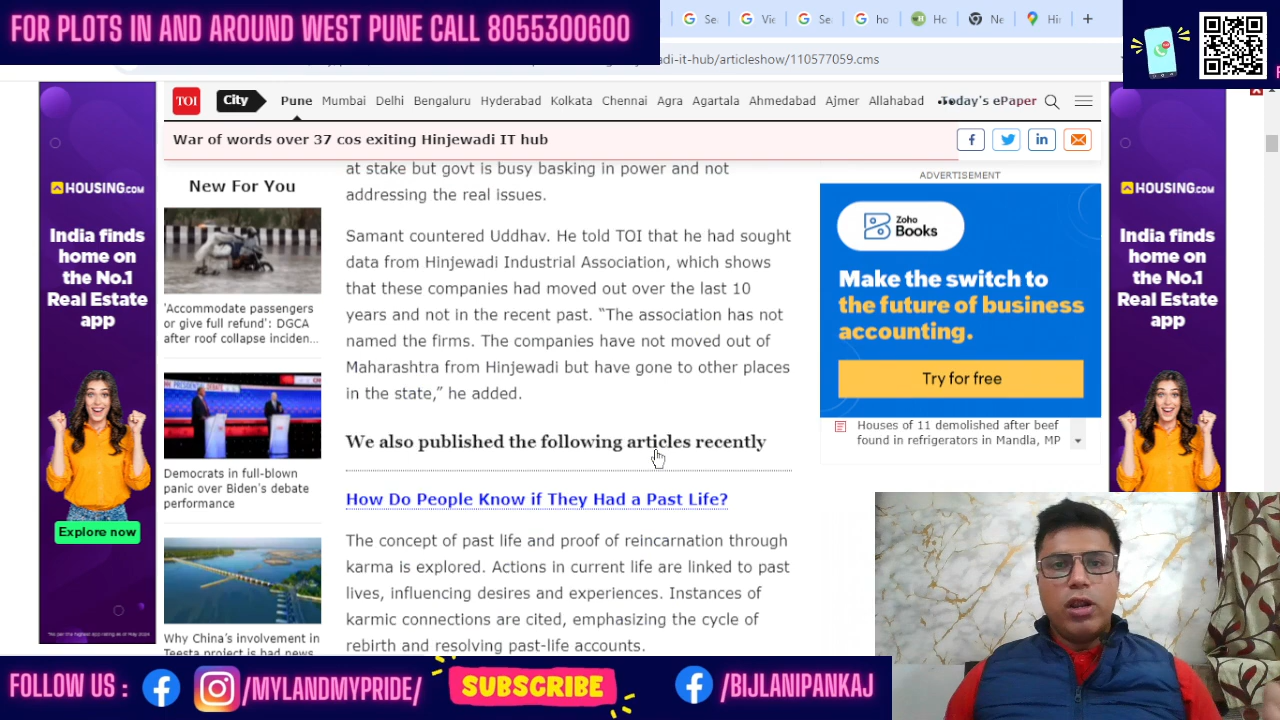 FOR PLOTS IN AND AROUND WEST PUNE CALL 8055300600
di-it-hub/articleshow/110577059.cms
TOI
City
Pune Mumbai Delhi Bengaluru Hyderabad Kolkata Chennai Agra Agartala Ahmedabad Ajmer Allahabad
Today's ePaper
War of words over 37 cos exiting Hinjewadi IT hub
HOUSING.COM
India finds
home on
the No.1
Real Estate
app
Explore now
New For You
'Accommodate passengers
or give full refund': DGCA
after roof collapse inciden...
Democrats in full-blown
panic over Biden's debate
performance
Why China's involvement in
Teesta project is bad news
at stake but govt is busy basking in power and not
addressing the real issues.
Samant countered Uddhav. He told TOI that he had sought
data from Hinjewadi Industrial Association, which shows
that these companies had moved out over the last 10
years and not in the recent past. “The association has not
named the firms. The companies have not moved out of
Maharashtra from Hinjewadi but have gone to other places
in the state,” he added.
We also published the following articles recently
How Do People Know if They Had a Past Life?
The concept of past life and proof of reincarnation through
karma is explored. Actions in current life are linked to past
lives, influencing desires and experiences. Instances of
karmic connections are cited, emphasizing the cycle of
rebirth and resolving past-life accounts.
ADVERTISEMENT
Zoho
Books
Make the switch to
the future of business
accounting.
Try for free
Houses of 11 demolished after beef
found in refrigerators in Mandla, MP
HOUSING.COM
India finds
home on
the No.1
Real Estate
app
FOLLOW US :
/MYLANDMYPRIDE/
SUBSCRIBE
/BIJLANIPANKAJ